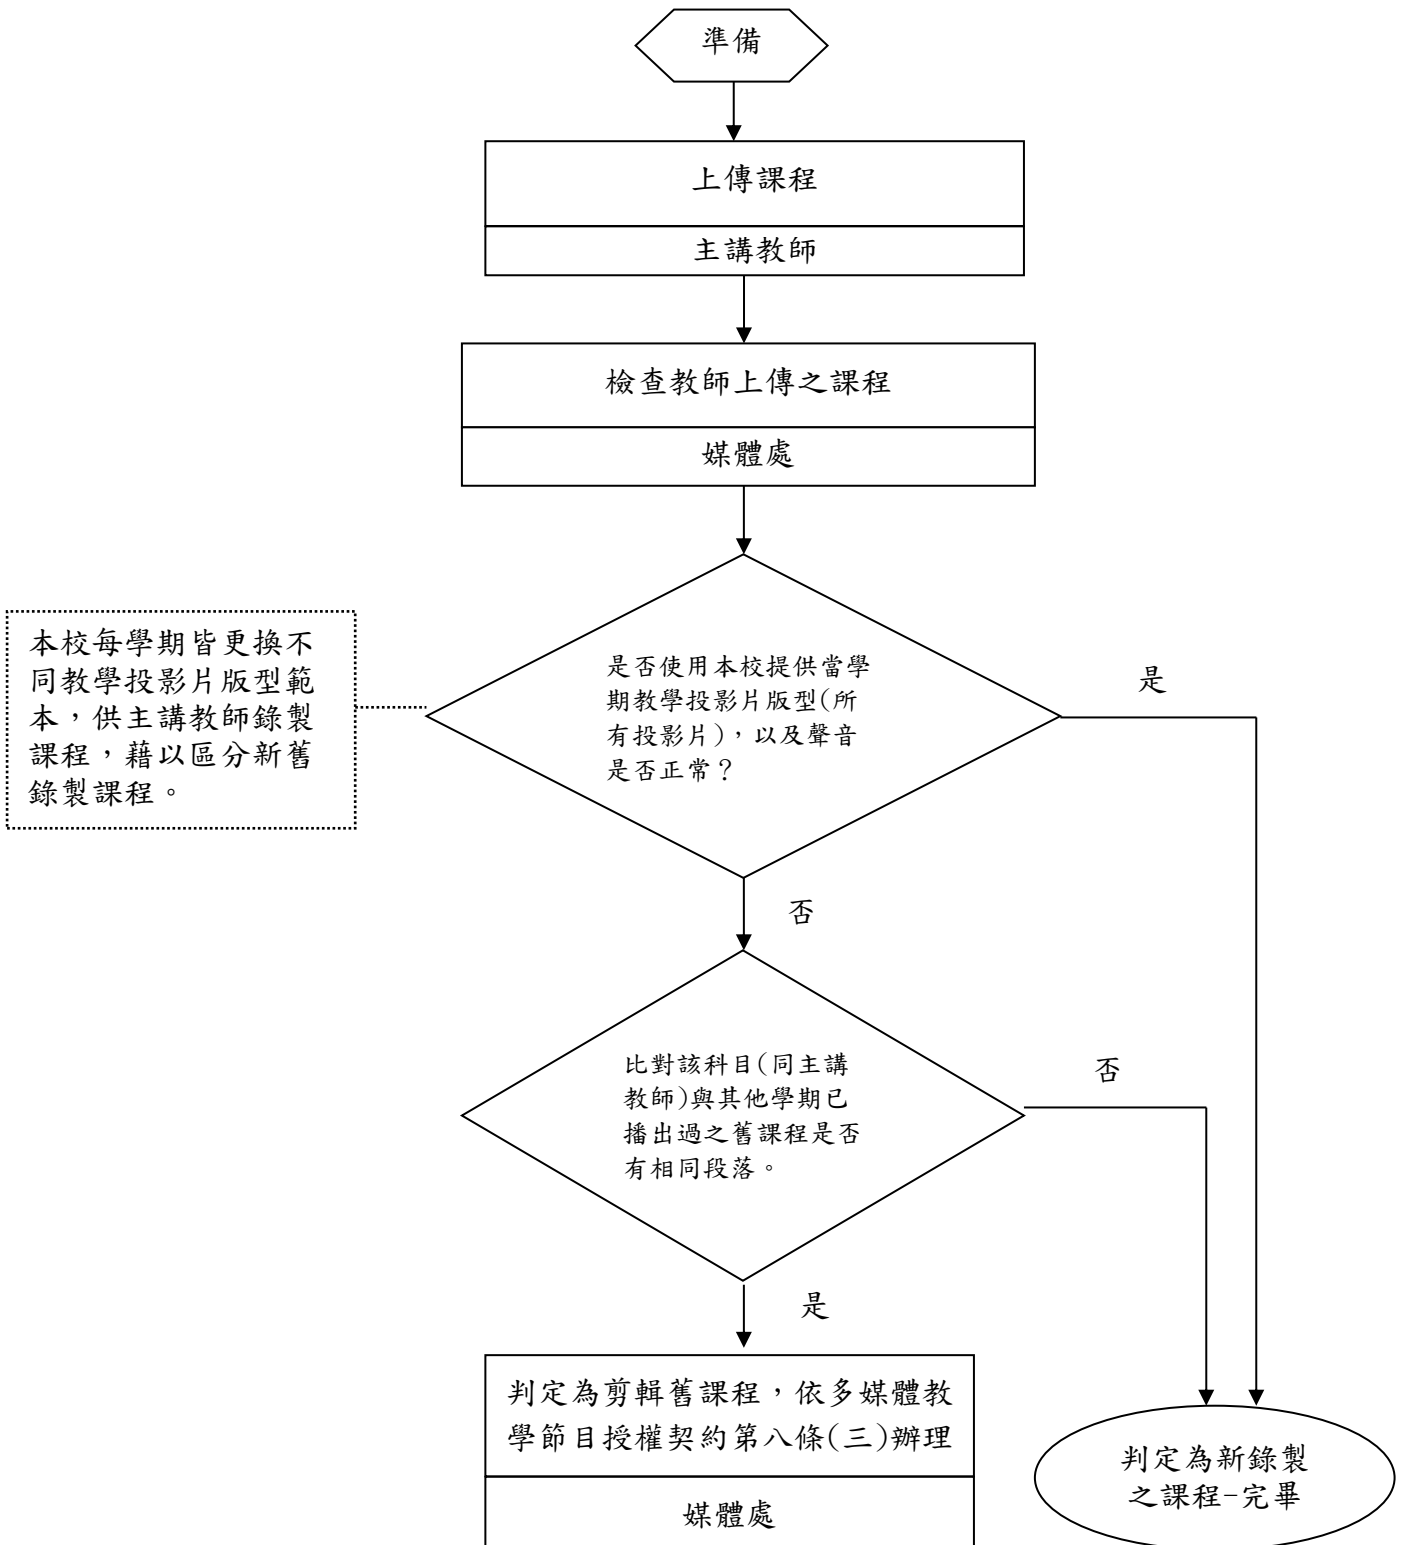 準備
上傳課程
主講教師
檢查教師上傳之課程
媒體處
本校每學期皆更換不
同教學投影片版型範
本，供主講教師錄製
課程，藉以區分新舊
錄製課程。
是否使用本校提供當學
期教學投影片版型(所
有投影片)，以及聲音
是否正常？
是
否
比對該科目(同主講
教師)與其他學期已
播出過之舊課程是否
有相同段落。
否
是
判定為剪輯舊課程，依多媒體教
學節目授權契約第八條(三)辦理
媒體處
判定為新錄製
之課程-完畢